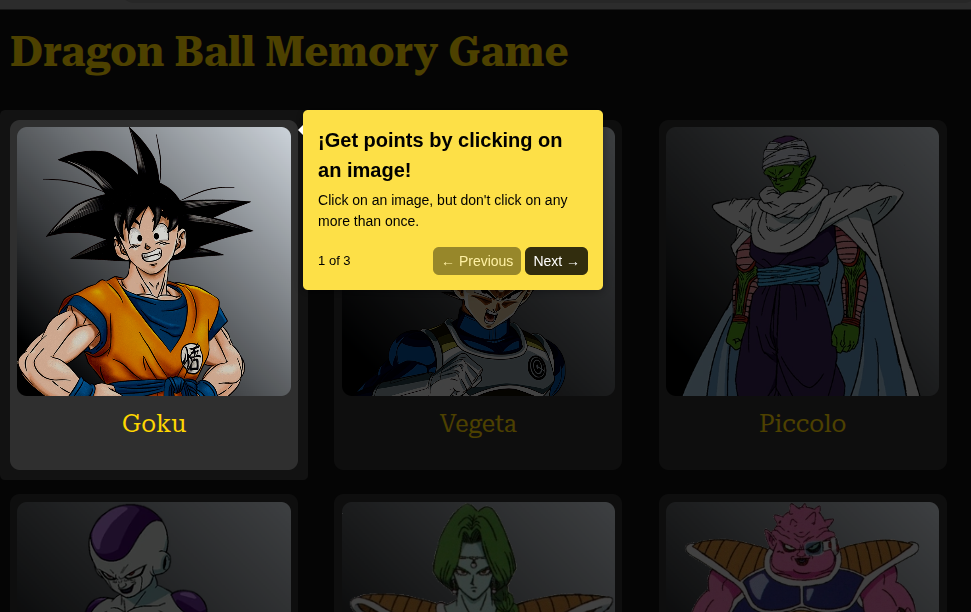 Dragon Ball Memory Game
¡Get points by clicking on
an image!
Click on an image, but don't click on any
more than once.
1 of 3
← Previous
Next →
Goku
Vegeta
Piccolo